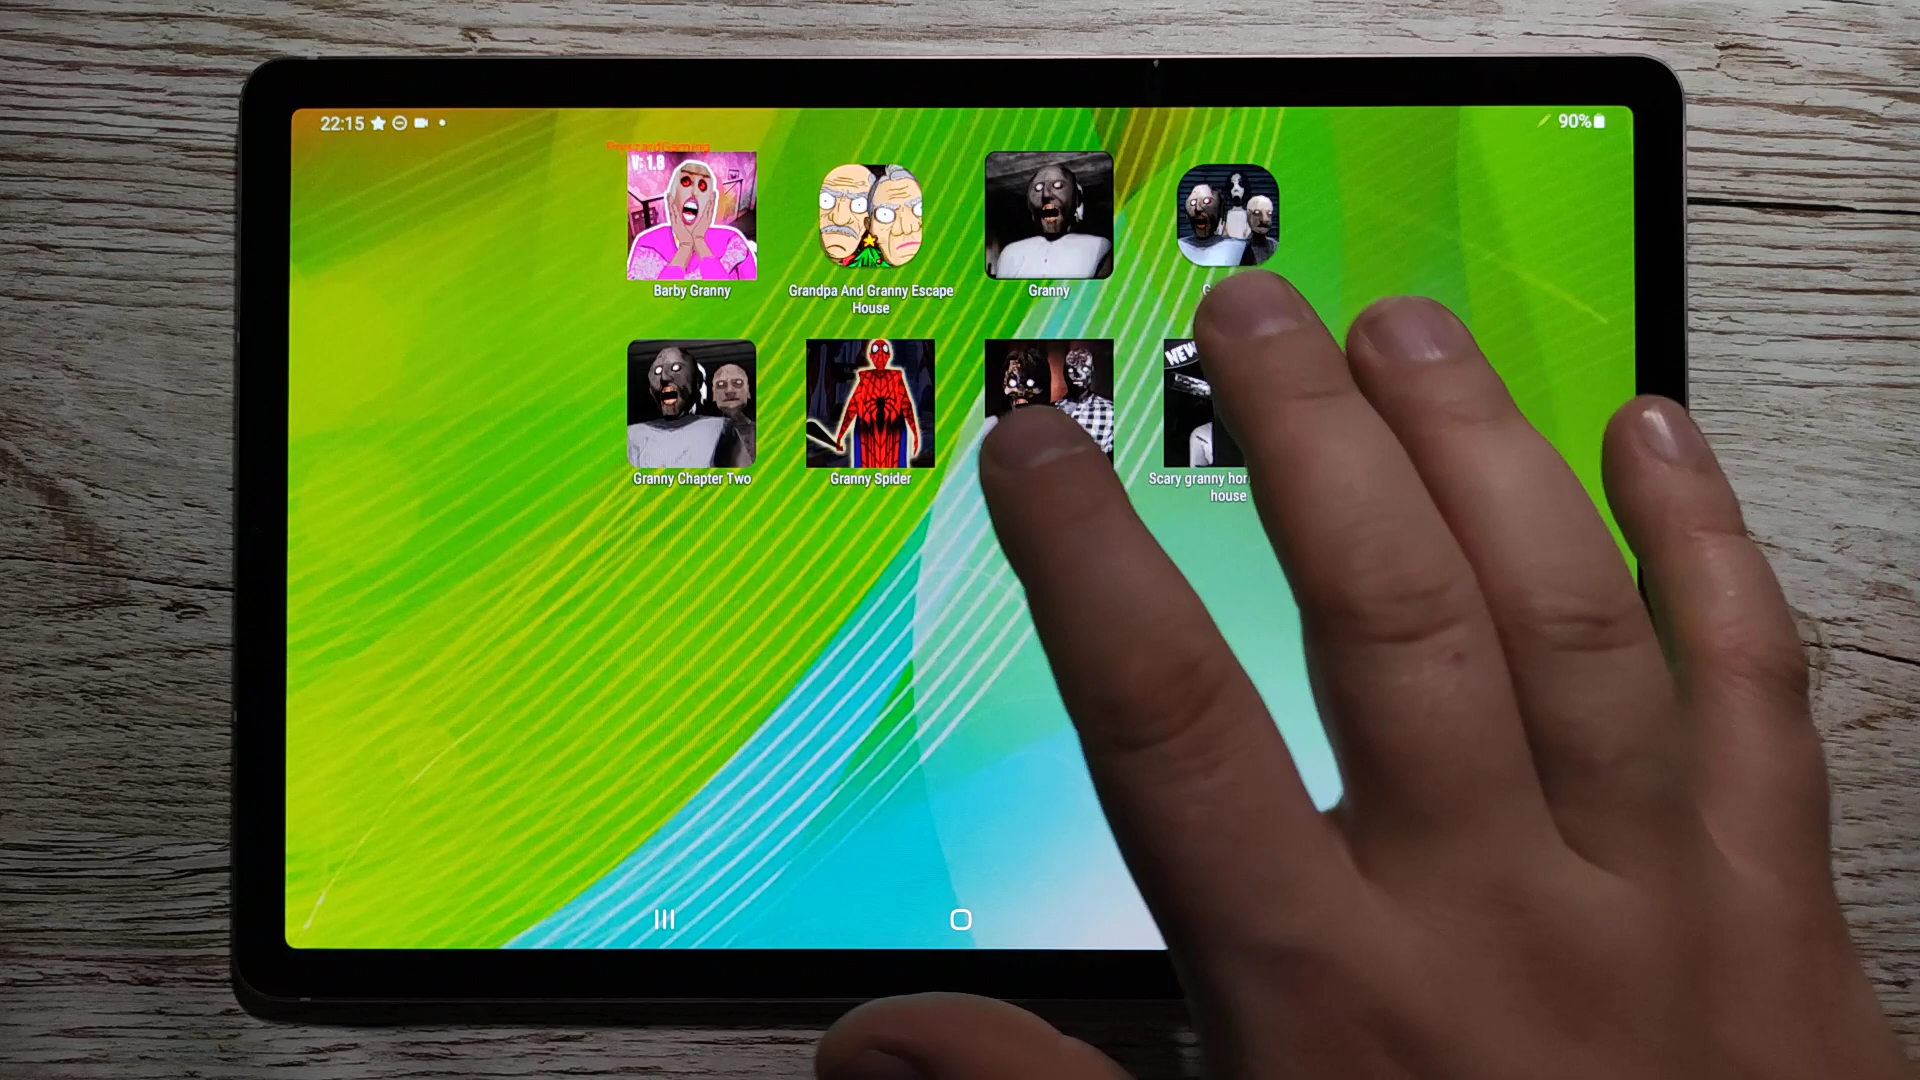 22:15
90%
PrezzardGaming
V: 1.8
Barby Granny
Grandpa And Granny Escape
House
Granny
Granny Chapter Two
Granny Spider
NEW
Scary granny
house